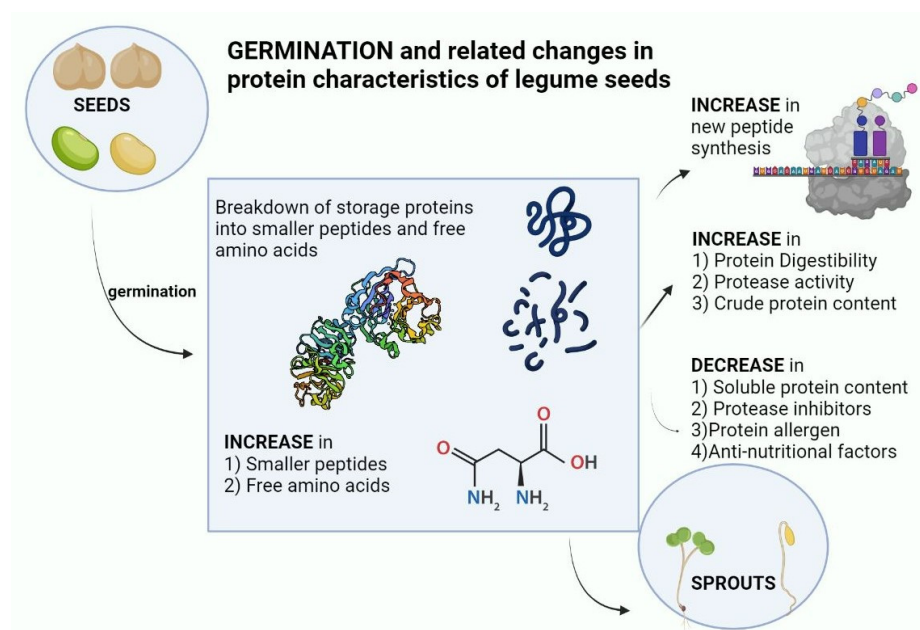 GERMINATION and related changes in
protein characteristics of legume seeds
SEEDS
germination
Breakdown of storage proteins
into smaller peptides and free
amino acids
INCREASE in
1) Smaller peptides
2) Free amino acids
O
O
OH
NH2
NH2
INCREASE in
new peptide
synthesis
INCREASE in
1) Protein Digestibility
2) Protease activity
3) Crude protein content
DECREASE in
1) Soluble protein content
2) Protease inhibitors
3)Protein allergen
4)Anti-nutritional factors
SPROUTS